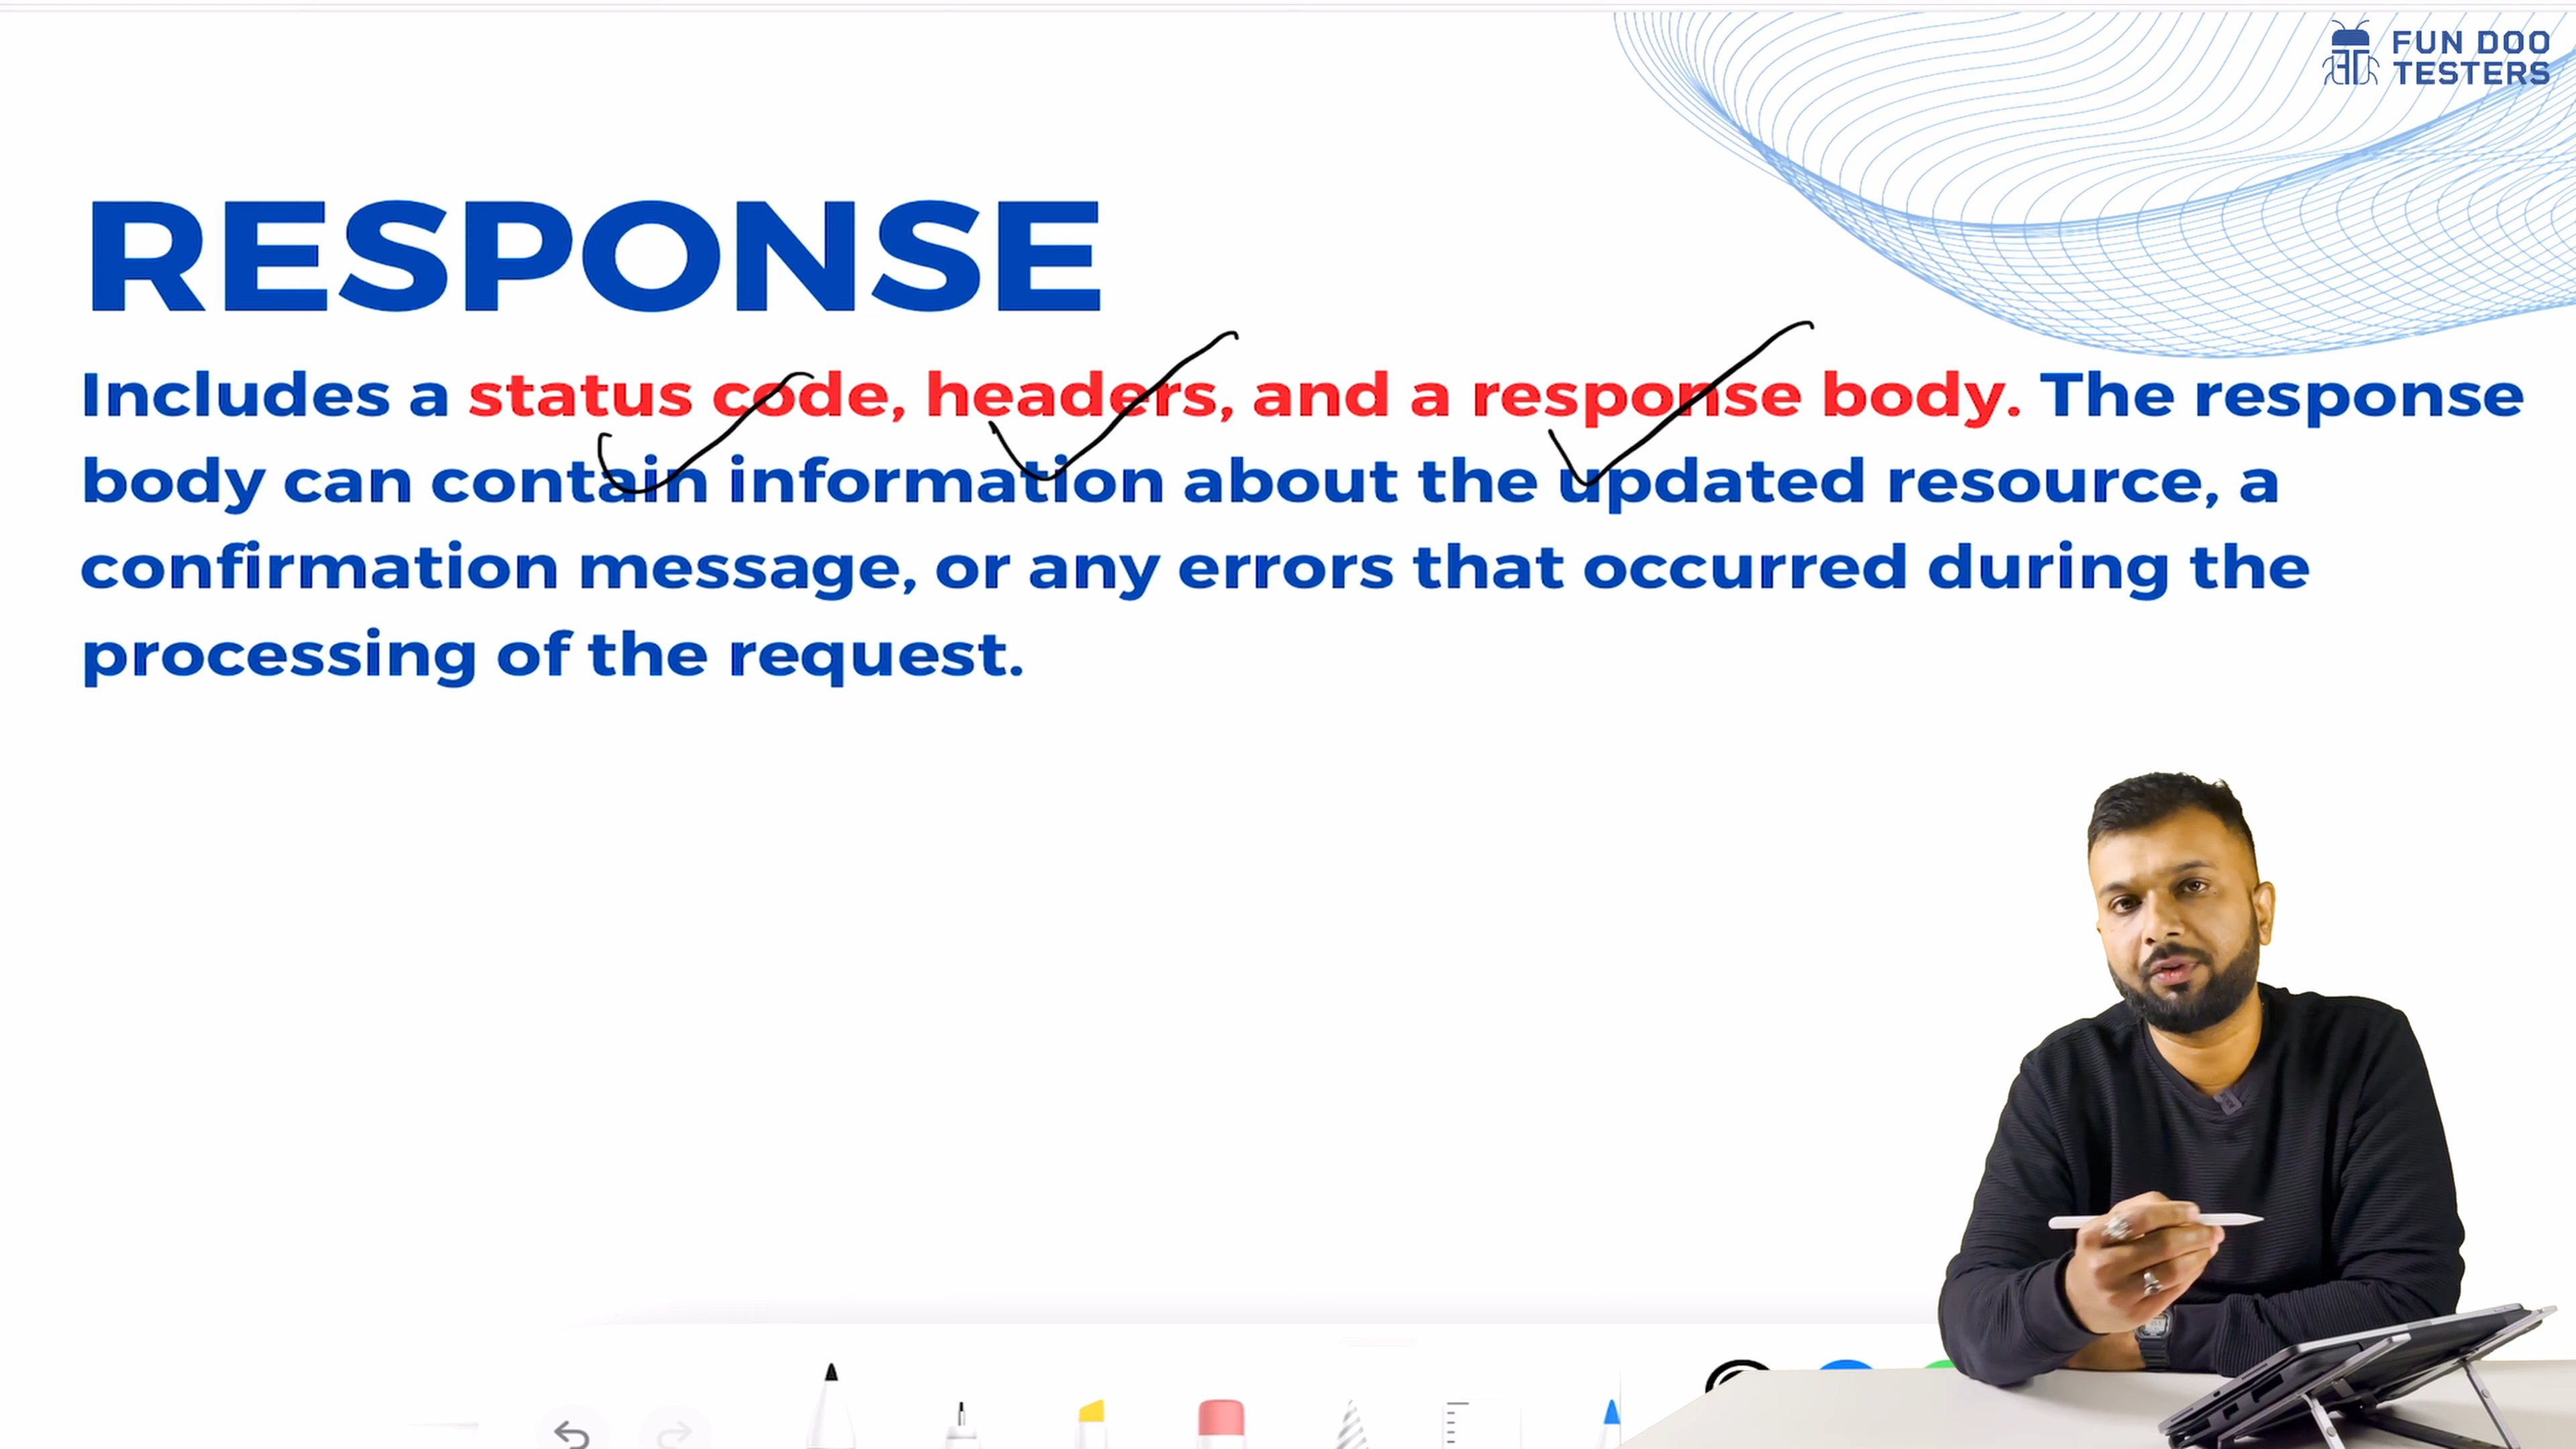 FUN DOO
TESTERS
RESPONSE
Includes a status code, headers, and a response body. The response
body can contain information about the updated resource, a
confirmation message, or any errors that occurred during the
processing of the request.